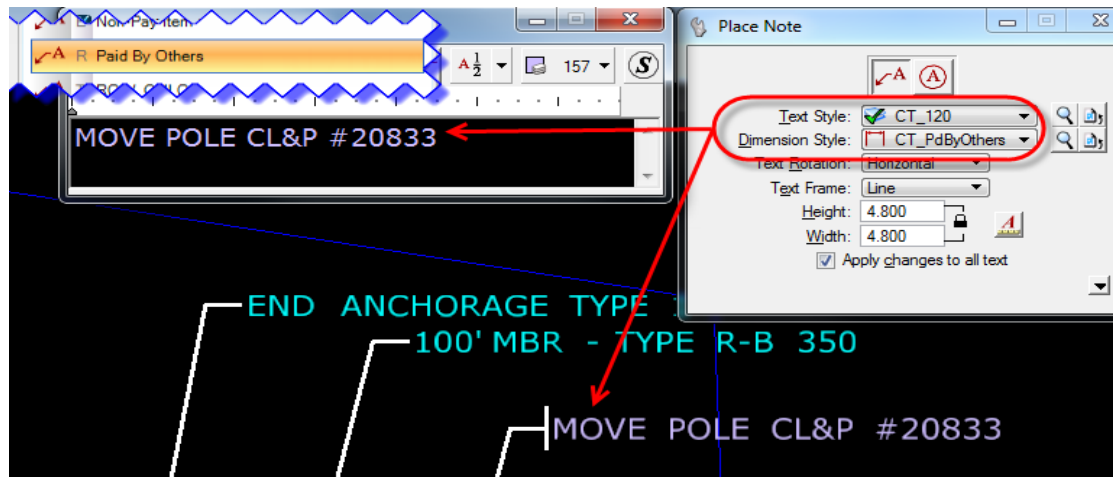 Non-Pay-Item
R Paid By Others
A 1/2
157
S
MOVE POLE CL&P #20833
Place Note
A A
Text Style: CT_120
Dimension Style: CT_PdByOthers
Text Rotation: Horizontal
Text Frame: Line
Height: 4.800
Width: 4.800
Apply changes to all text
END ANCHORAGE TYPE
100' MBR - TYPE R-B 350
MOVE POLE CL&P #20833